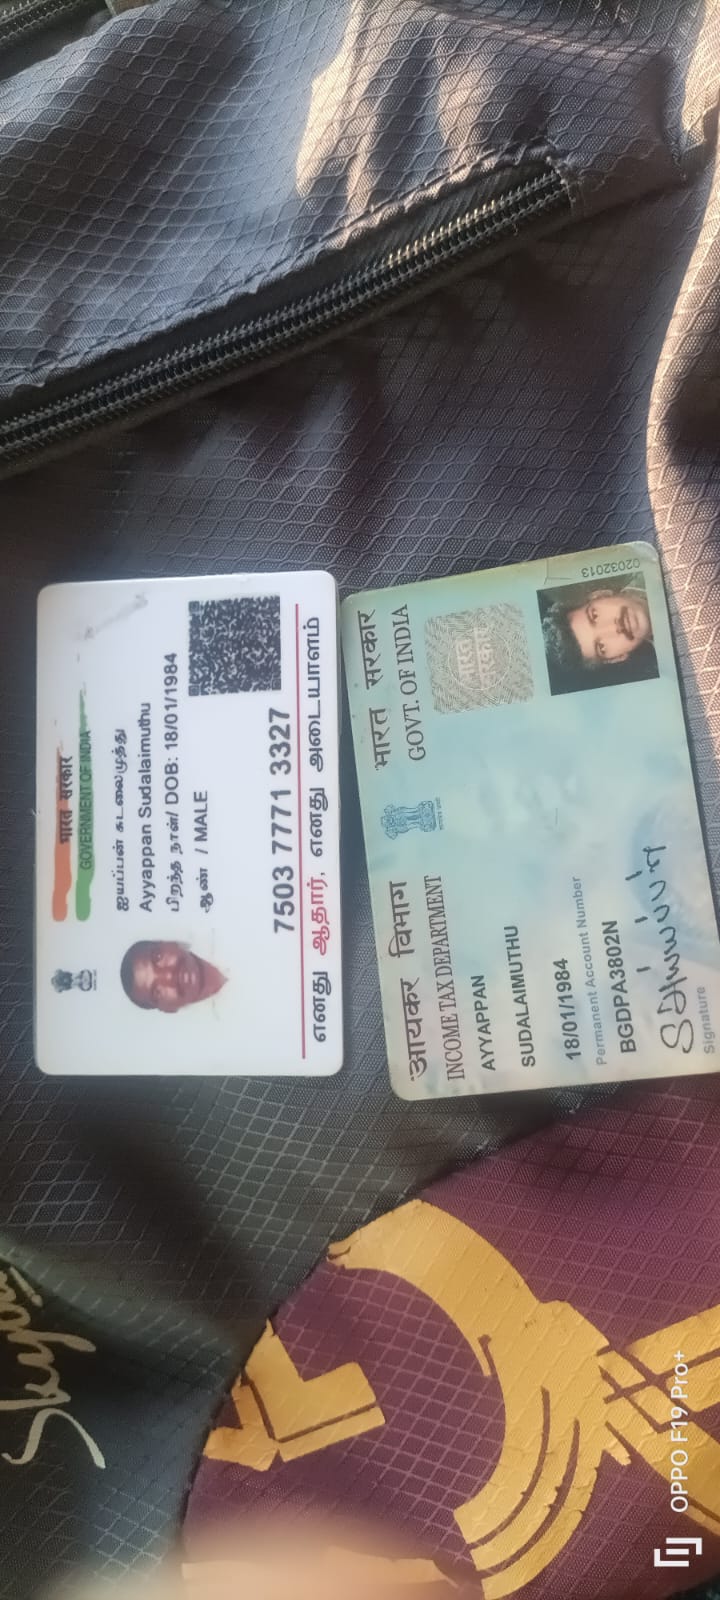 भारत सरकार
GOVERNMENT OF INDIA
ஐயப்பன் சுடலைமுத்து
Ayyappan Sudalaimuthu
பிறந்த நாள்/ DOB: 18/01/1984
ஆண் / MALE
7503 7771 3327
எனது ஆதார், எனது அடையாளம்
आयकर विभाग
INCOME TAX DEPARTMENT
भारत सरकार
GOVT. OF INDIA
AYYAPPAN
SUDALAIMUTHU
18/01/1984
Permanent Account Number
BGDPA3802N
Signature
भारत
सरकार
02032013
OPPO F19 Pro+